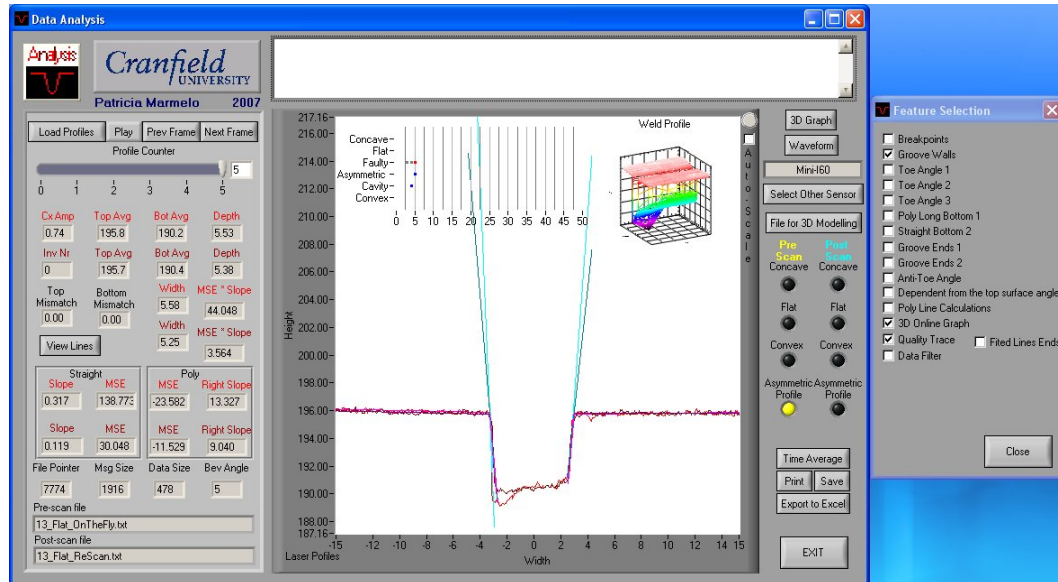 Data Analysis
Analysis
Cranfield
UNIVERSITY
Patricia Marmelo 2007
Load Profiles Play Prev Frame Next Frame
Profile Counter
5
0 1 2 3 4 5
Cx Amp Top Avg Bot Avg Depth
0.74 195.8 190.2 5.53
Inv Nr Top Avg Bot Avg Depth
0 195.7 190.4 5.38
Top Mismatch Bottom Mismatch Width MSE * Slope
0.00 0.00 5.58 44.048
Width MSE * Slope
View Lines 5.25 3.564
Straight Poly
Slope MSE MSE Right Slope
0.317 138.773 -23.582 13.327
Slope MSE MSE Right Slope
0.119 30.048 -11.529 9.040
File Pointer Msg Size Data Size Bev Angle
7774 1916 478 5
Pre-scan file
13_Flat_OnTheFly.txt
Post-scan file
13_Flat_ReScan.txt
217.16
216.00
214.00
212.00
210.00
208.00
206.00
204.00
202.00
200.00
198.00
196.00
194.00
192.00
190.00
188.00
187.16
Height
Concave
Flat
Faulty
Asymmetric
Cavity
Convex
0 5 10 15 20 25 30 35 40 45 50
Weld Profile
-15 -12 -10 -8 -6 -4 -2 0 2 4 6 8 10 12 14 15
Laser Pofiles
Width
Auto-Scale
3D Graph
Waveform
Mini-I60
Select Other Sensor
File for 3D Modelling
Pre Scan Post Scan
Concave Concave
Flat Flat
Convex Convex
Asymmetric Profile Asymmetric Profile
Time Average
Print Save
Export to Excel
EXIT
Feature Selection
Breakpoints
Groove Walls
Toe Angle 1
Toe Angle 2
Toe Angle 3
Poly Long Bottom 1
Straight Bottom 2
Groove Ends 1
Groove Ends 2
Anti-Toe Angle
Dependent from the top surface angle
Poly Line Calculations
3D Online Graph
Quality Trace Fited Lines Ends
Data Filter
Close